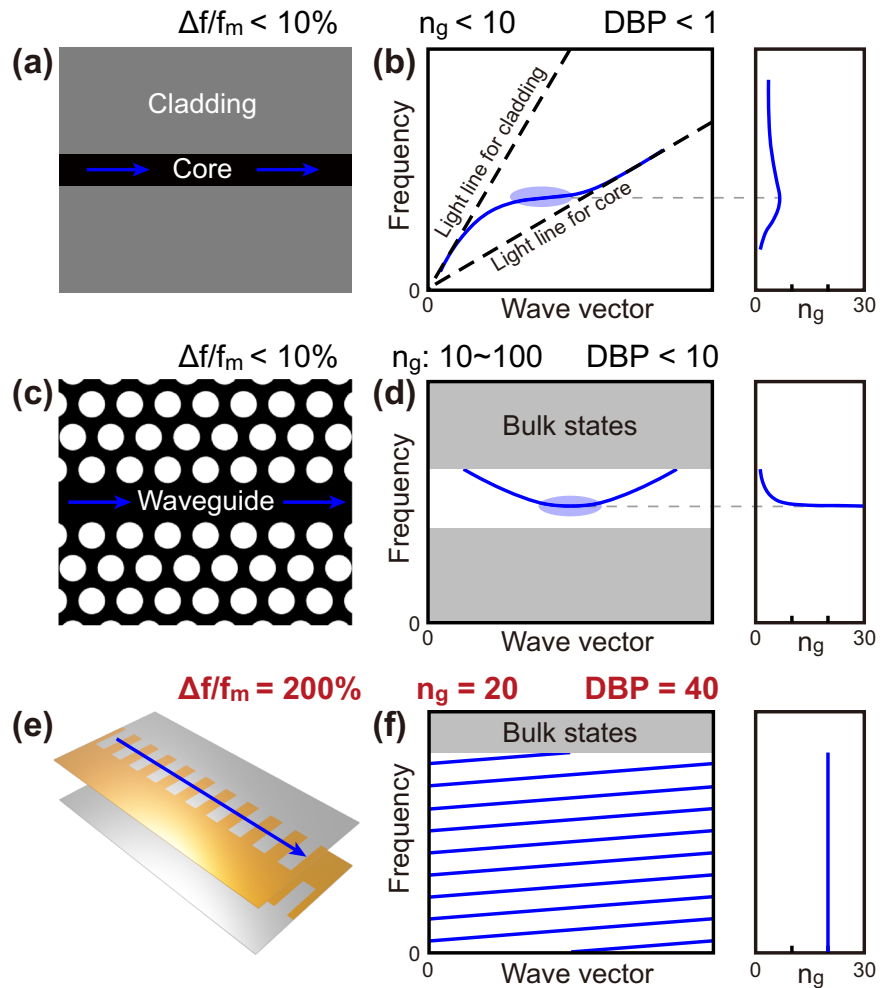 Δf/fm < 10% ng < 10 DBP < 1
(a)
Cladding
Core
(b)
Frequency
Light line for cladding
Light line for core
0
0
Wave vector
0 ng 30
Δf/fm < 10% ng: 10~100 DBP < 10
(c)
Waveguide
(d)
Bulk states
Frequency
0
0
Wave vector
0 ng 30
Δf/fm = 200% ng = 20 DBP = 40
(e)
(f)
Bulk states
Frequency
0
0
Wave vector
0 ng 30